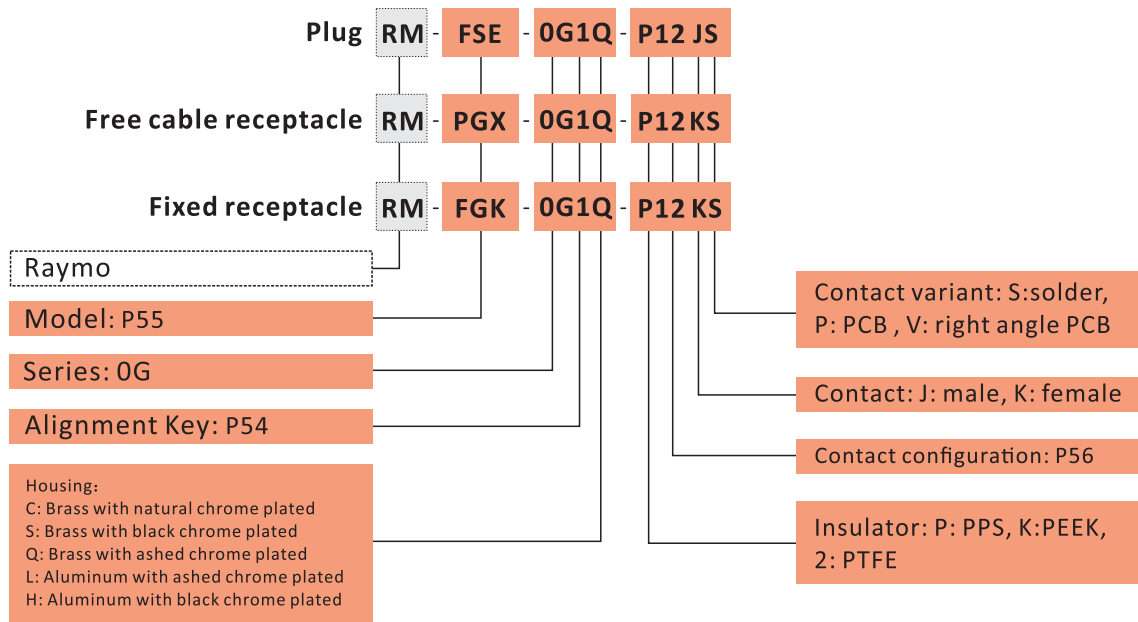 Plug RM - FSE - 0G1Q - P12 JS
Free cable receptacle RM - PGX - 0G1Q - P12 KS
Fixed receptacle RM - FGK - 0G1Q - P12 KS
Raymo
Model: P55
Series: 0G
Alignment Key: P54
Housing:
C: Brass with natural chrome plated
S: Brass with black chrome plated
Q: Brass with ashed chrome plated
L: Aluminum with ashed chrome plated
H: Aluminum with black chrome plated
Contact variant: S:solder,
P: PCB , V: right angle PCB
Contact: J: male, K: female
Contact configuration: P56
Insulator: P: PPS, K:PEEK,
2: PTFE